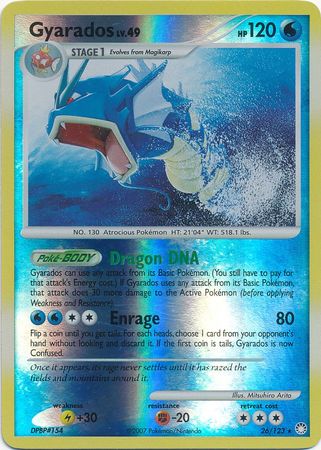 Gyarados LV.49
HP 120
STAGE 1 Evolves from Magikarp
NO. 130 Atrocious Pokémon HT: 21'04" WT: 518.1 lbs.
Poké-BODY Dragon DNA
Gyarados can use any attack from its Basic Pokémon. (You still have to pay for
that attack's Energy cost.) If Gyarados uses any attack from its Basic Pokémon,
that attack does 30 more damage to the Active Pokémon (before applying
Weakness and Resistance).
Enrage 80
Flip a coin until you get tails. For each heads, choose 1 card from your opponent's
hand without looking and discard it. If the first coin is tails, Gyarados is now
Confused.
Once it appears, its rage never settles until it has razed the
fields and mountains around it.
Illus. Mitsuhiro Arita
weakness resistance retreat cost
+30 -20
DPBP#154 ©2007 Pokémon/Nintendo 26/123 ★